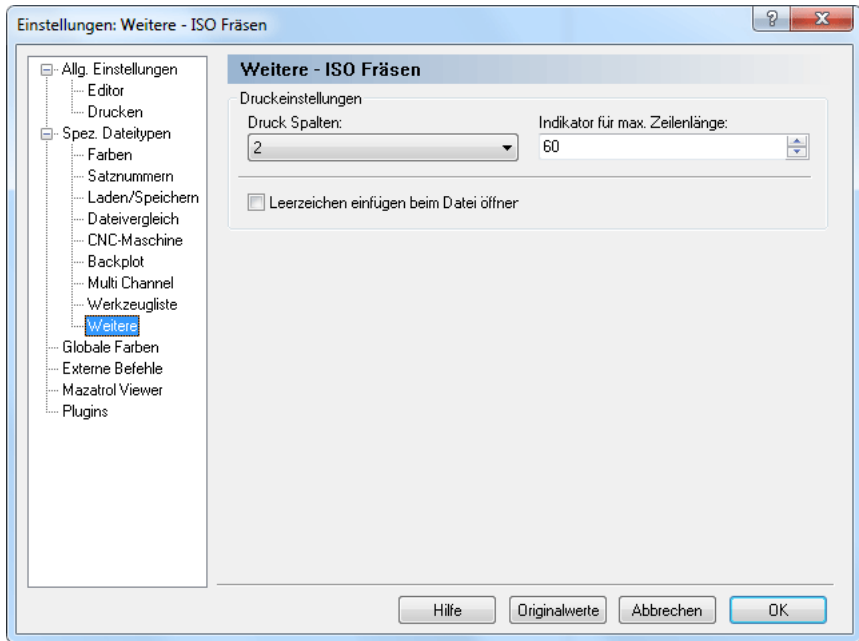 Einstellungen: Weitere - ISO Fräsen
Allg. Einstellungen
Editor
Drucken
Spez. Dateitypen
Farben
Satznummern
Laden/Speichern
Dateivergleich
CNC-Maschine
Backplot
Multi Channel
Werkzeugliste
Weitere
Globale Farben
Externe Befehle
Mazatrol Viewer
Plugins
Weitere - ISO Fräsen
Druckeinstellungen
Druck Spalten: Indikator für max. Zeilenlänge:
2 60
Leerzeichen einfügen beim Datei öffner
Hilfe Originalwerte Abbrechen OK